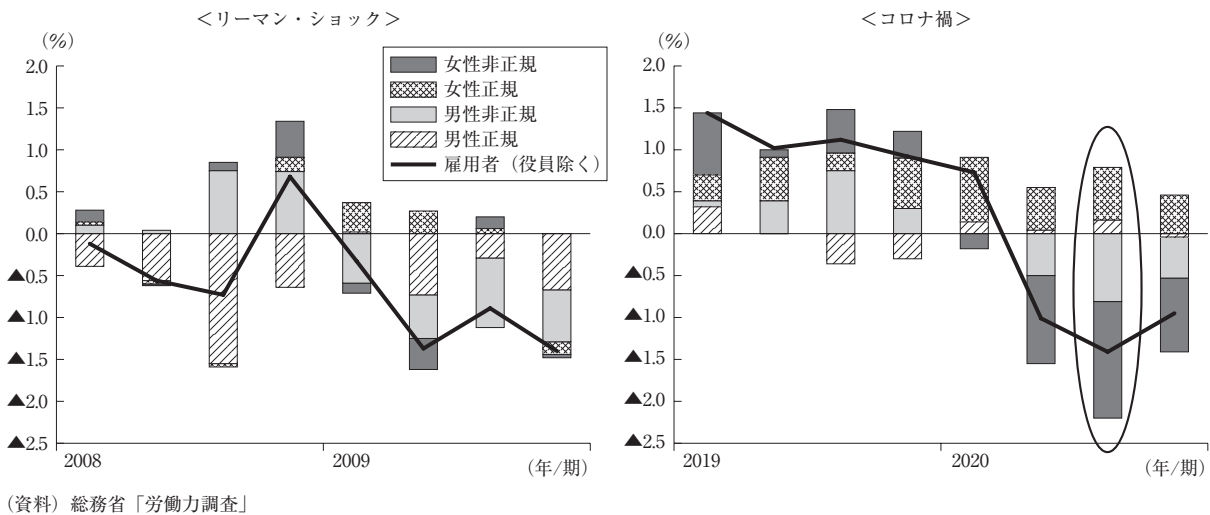 ＜リーマン・ショック＞
(%)
2.0
1.5
1.0
0.5
0.0
▲0.5
▲1.0
▲1.5
▲2.0
▲2.5
女性非正規
女性正規
男性非正規
男性正規
雇用者（役員除く）
2008
2009
(年/期)
＜コロナ禍＞
(%)
2.0
1.5
1.0
0.5
0.0
▲0.5
▲1.0
▲1.5
▲2.0
▲2.5
2019
2020
(年/期)
（資料）総務省「労働力調査」